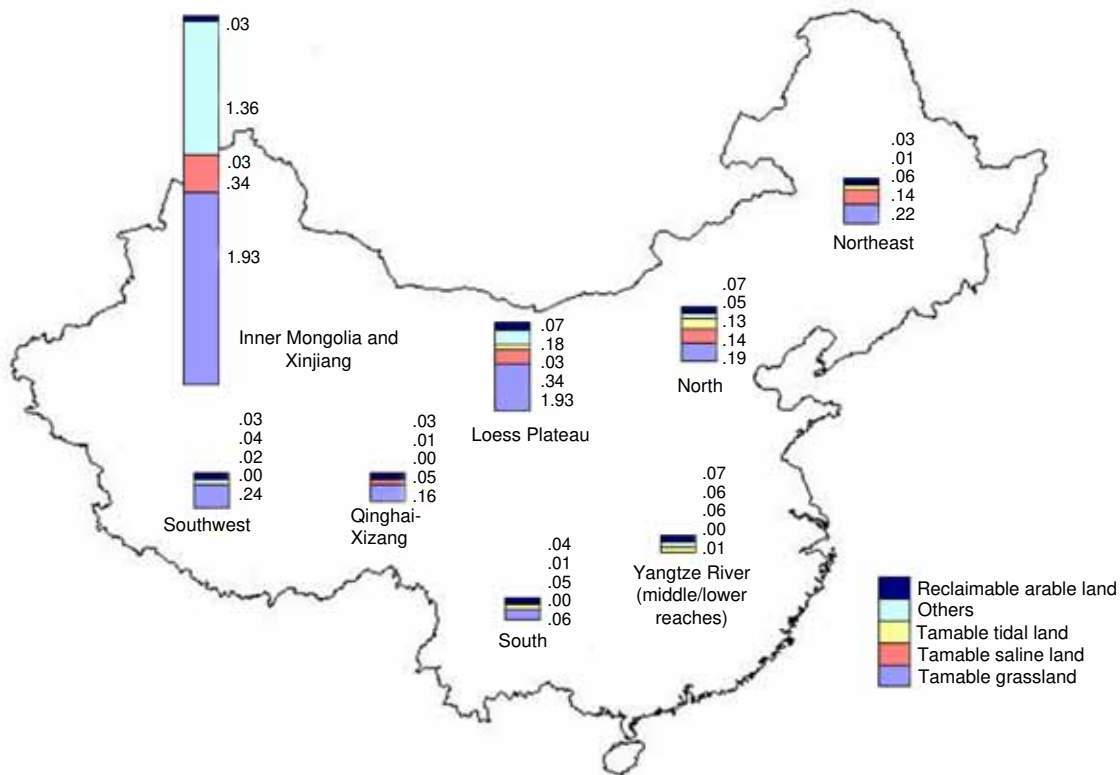 .03
1.36
.03
.34
1.93
Inner Mongolia and
Xinjiang
.03
.01
.06
.14
.22
Northeast
.07
.05
.13
.14
.19
North
.07
.18
.03
.34
1.93
Loess Plateau
.03
.04
.02
.00
.24
Southwest
.03
.01
.00
.05
.16
Qinghai-
Xizang
.04
.01
.05
.00
.06
South
.07
.06
.06
.00
.01
Yangtze River
(middle/lower
reaches)
Reclaimable arable land
Others
Tamable tidal land
Tamable saline land
Tamable grassland